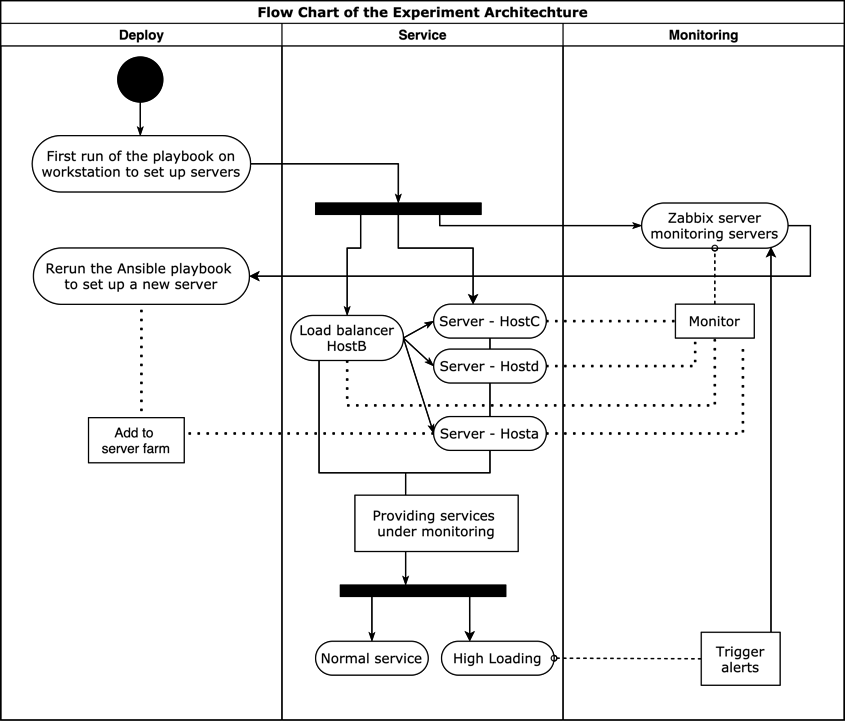 Flow Chart of the Experiment Architechture
Deploy
Service
Monitoring
First run of the playbook on
workstation to set up servers
Zabbix server
monitoring servers
Rerun the Ansible playbook
to set up a new server
Load balancer
HostB
Server - HostC
Monitor
Server - Hostd
Add to
server farm
Server - Hosta
Providing services
under monitoring
Normal service
High Loading
Trigger
alerts